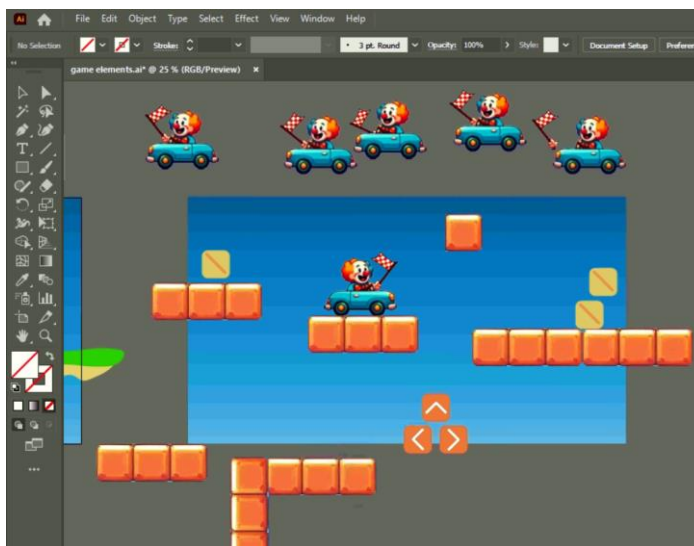 Ai File Edit Object Type Select Effect View Window Help
No Selection Stroke: 3 pt. Round Opacity: 100% Style: Document Setup Prefere
game elements.ai* @ 25 % (RGB/Preview) ×